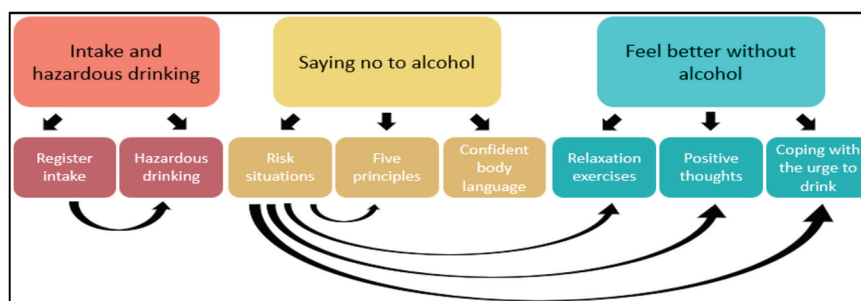 Intake and
hazardous drinking
Saying no to alcohol
Feel better without
alcohol
Register
intake
Hazardous
drinking
Risk
situations
Five
principles
Confident
body
language
Relaxation
exercises
Positive
thoughts
Coping with
the urge to
drink